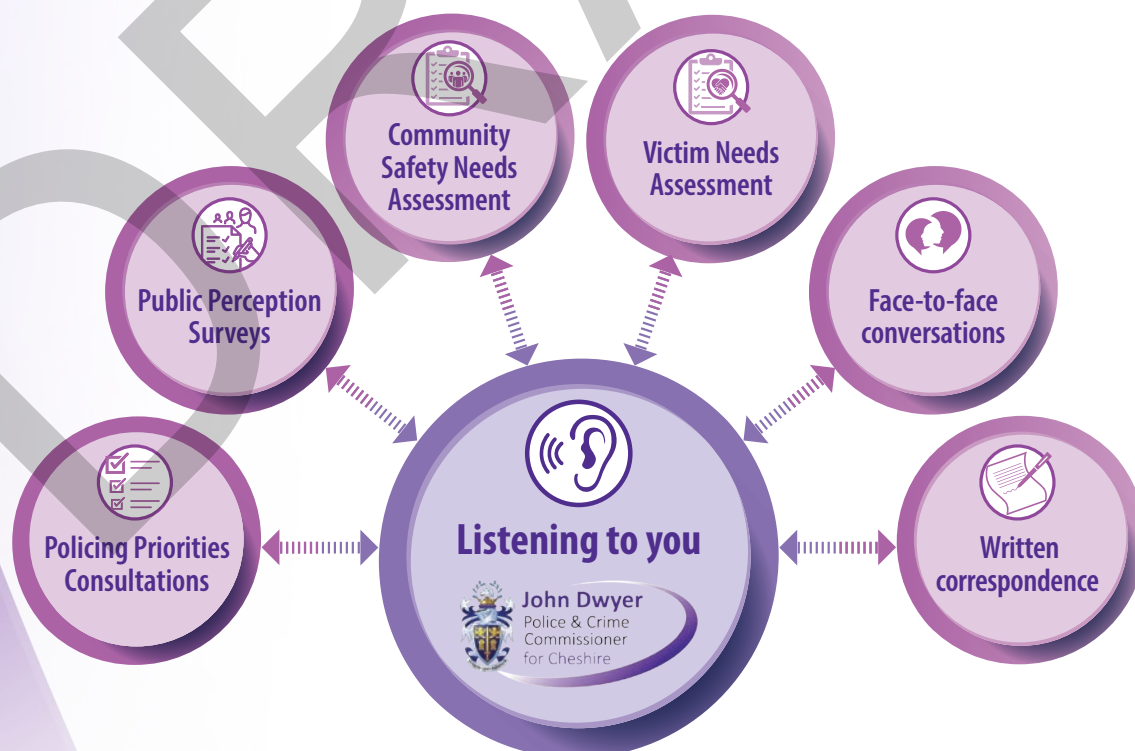 Community
Safety Needs
Assessment
Victim Needs
Assessment
Public Perception
Surveys
Face-to-face
conversations
Policing Priorities
Consultations
Listening to you
John Dwyer
Police & Crime
Commissioner
for Cheshire
Written
correspondence